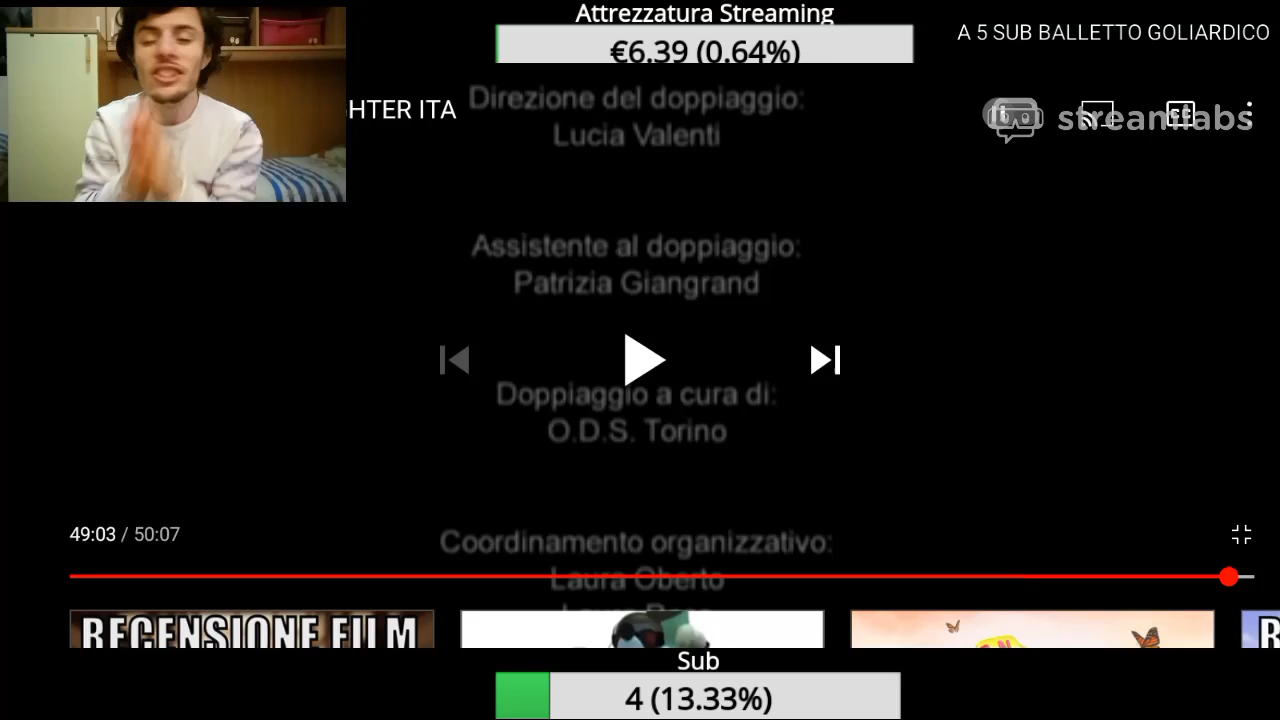 Attrezzatura Streaming
€6.39 (0.64%)
A 5 SUB BALLETTO GOLIARDICO
HTER ITA
streamlabs
Direzione del doppiaggio:
Lucia Valenti
Assistente al doppiaggio:
Patrizia Giangrand
Doppiaggio a cura di:
O.D.S. Torino
49:03 / 50:07
Coordinamento organizzativo:
Laura Oberto
RECENSIONE FILM
Sub
4 (13.33%)